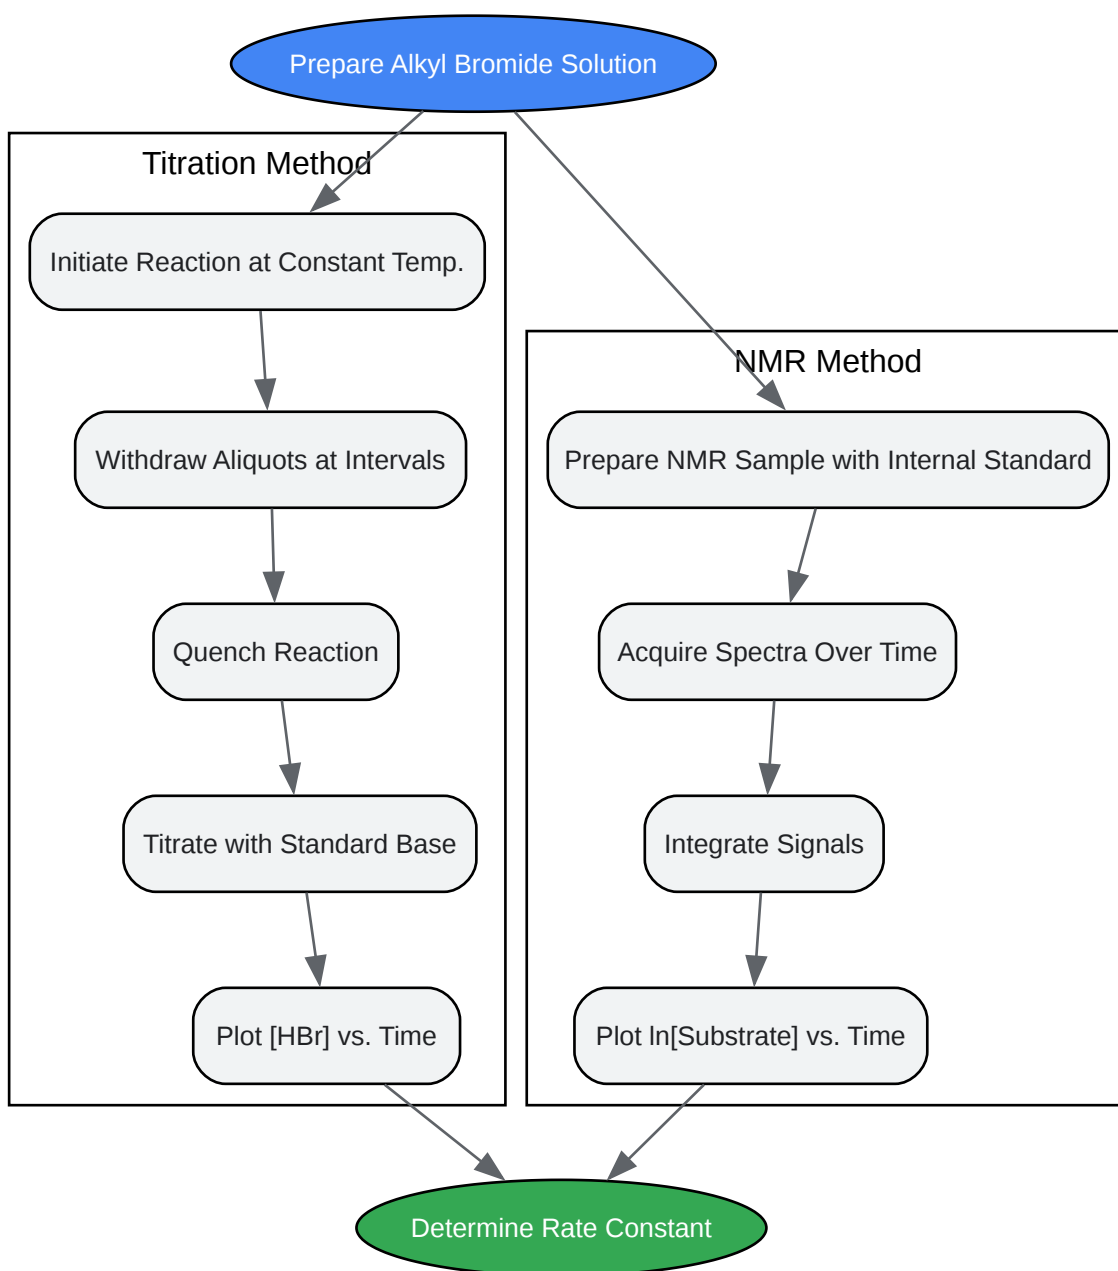 Prepare Alkyl Bromide Solution
Titration Method
Initiate Reaction at Constant Temp.
Withdraw Aliquots at Intervals
Quench Reaction
Titrate with Standard Base
Plot [HBr] vs. Time
NMR Method
Prepare NMR Sample with Internal Standard
Acquire Spectra Over Time
Integrate Signals
Plot ln[Substrate] vs. Time
Determine Rate Constant